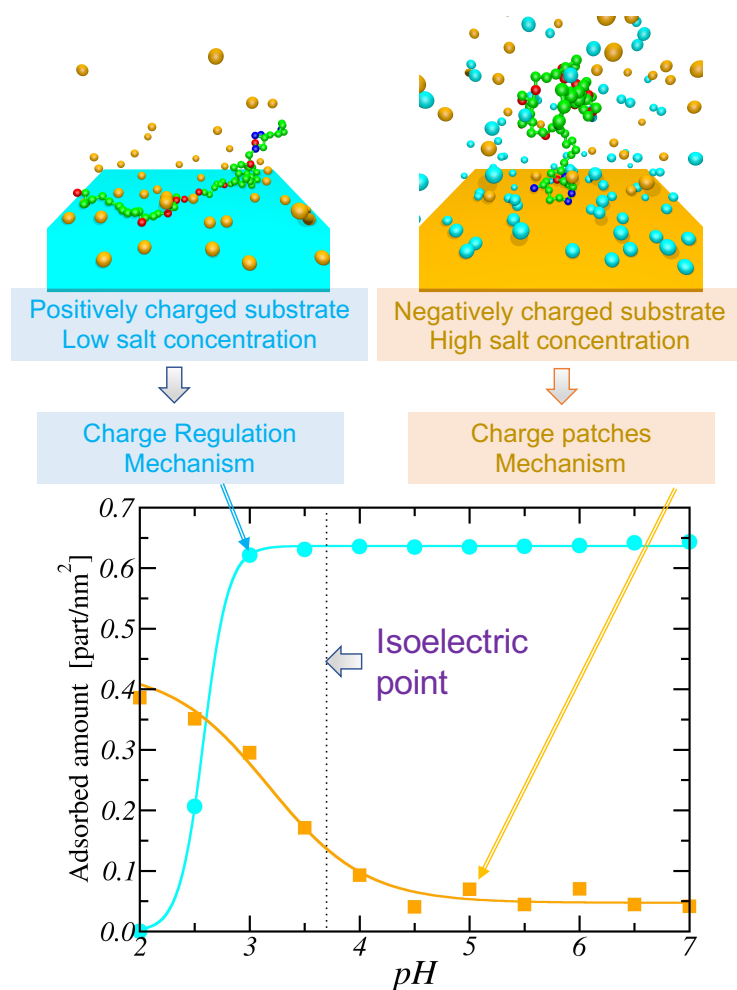 Positively charged substrate
Low salt concentration
Negatively charged substrate
High salt concentration
Charge Regulation
Mechanism
Charge patches
Mechanism
0.7
0.6
0.5
0.4
0.3
0.2
0.1
0.0
Adsorbed amount [part/nm²]
Isoelectric
point
2
3
4
5
6
7
pH